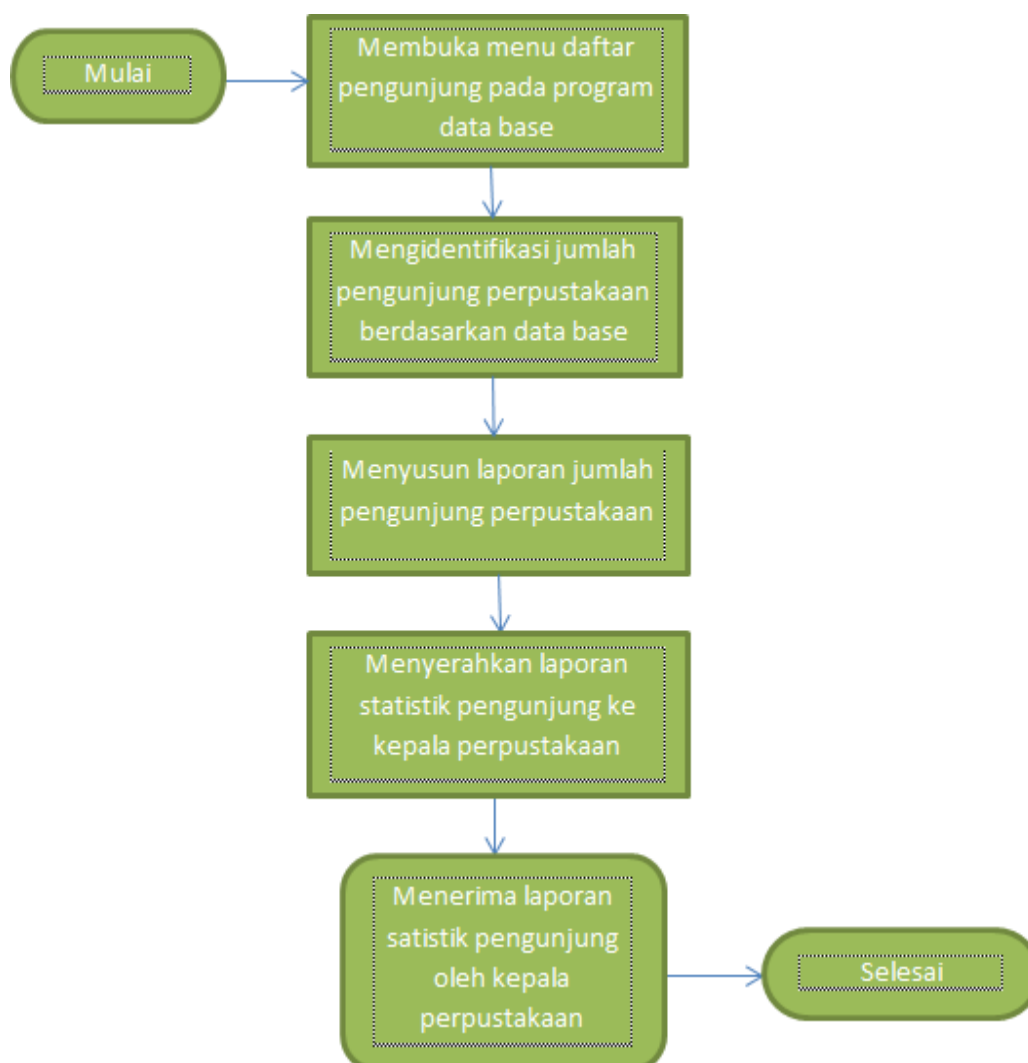 Mulai
Membuka menu daftar
pengunjung pada program
data base
Mengidentifikasi jumlah
pengunjung perpustakaan
berdasarkan data base
Menyusun laporan jumlah
pengunjung perpustakaan
Menyerahkan laporan
statistik pengunjung ke
kepala perpustakaan
Menerima laporan
satistik pengunjung
oleh kepala
perpustakaan
Selesai